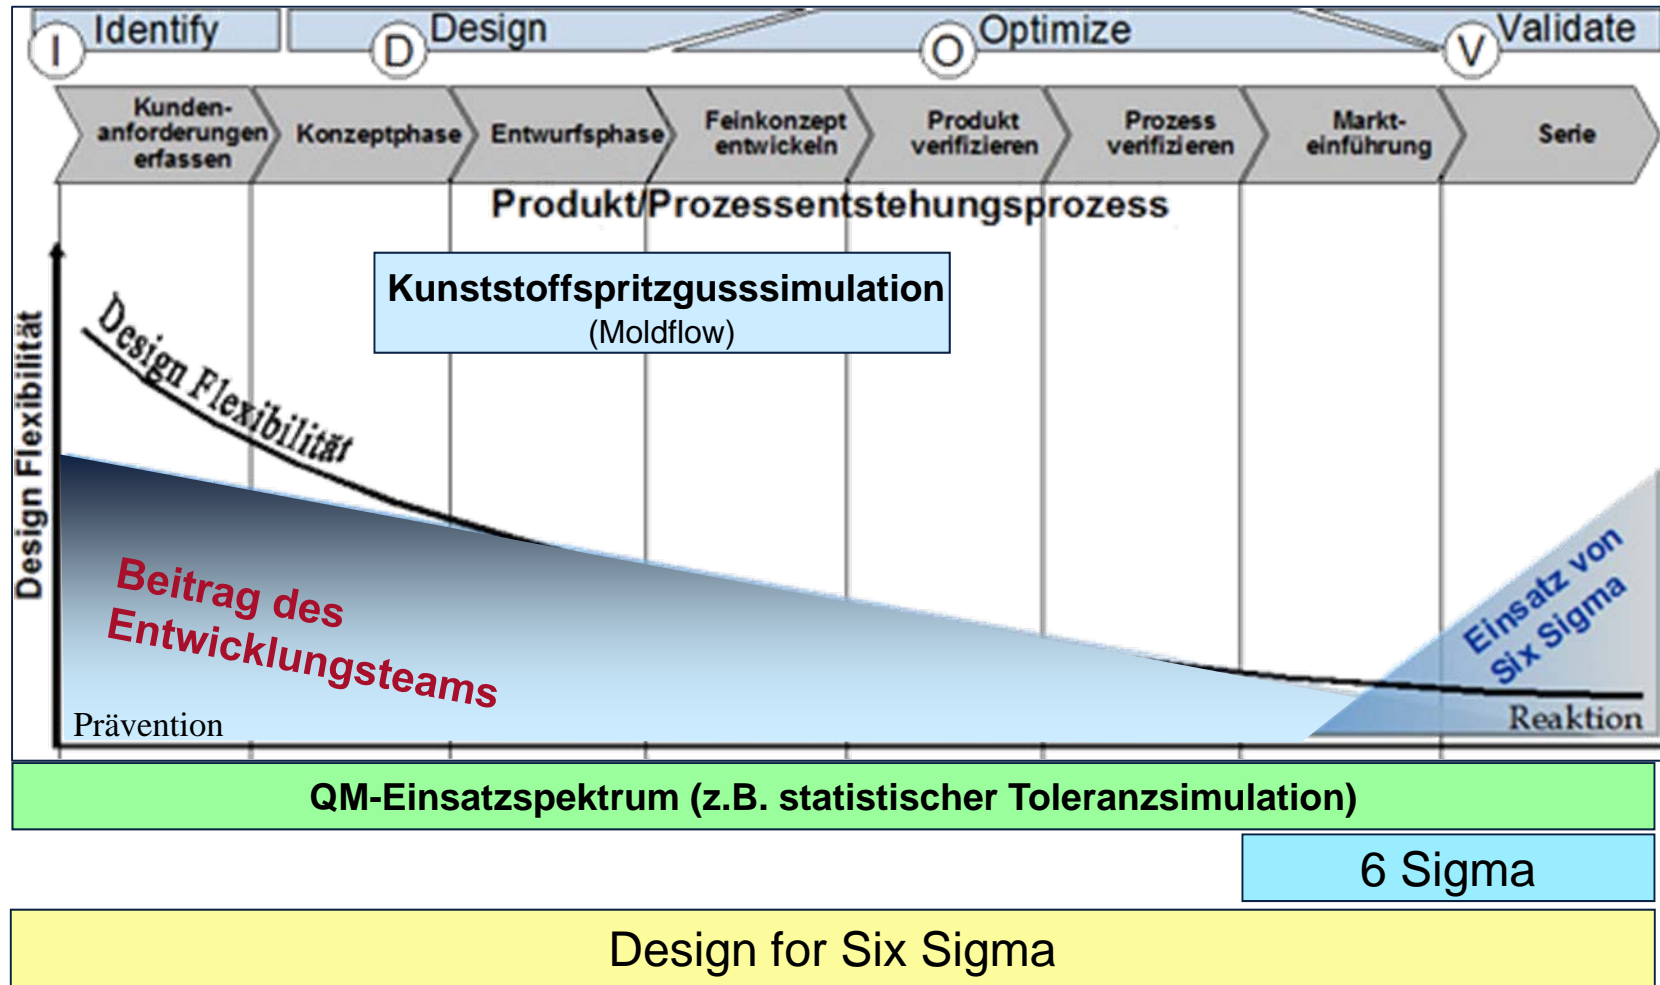 I Identify
D Design
O Optimize
V Validate
Kunden-
anforderungen
erfassen
Konzeptphase
Entwurfsphase
Feinkonzept
entwickeln
Produkt
verifizieren
Prozess
verifizieren
Markt-
einführung
Serie
Produkt/Prozessentstehungsprozess
Kunststoffspritzgusssimulation
(Moldflow)
Design Flexibilität
Design Flexibilität
Beitrag des
Entwicklungsteams
Prävention
Einsatz von
Six Sigma
Reaktion
QM-Einsatzspektrum (z.B. statistischer Toleranzsimulation)
6 Sigma
Design for Six Sigma